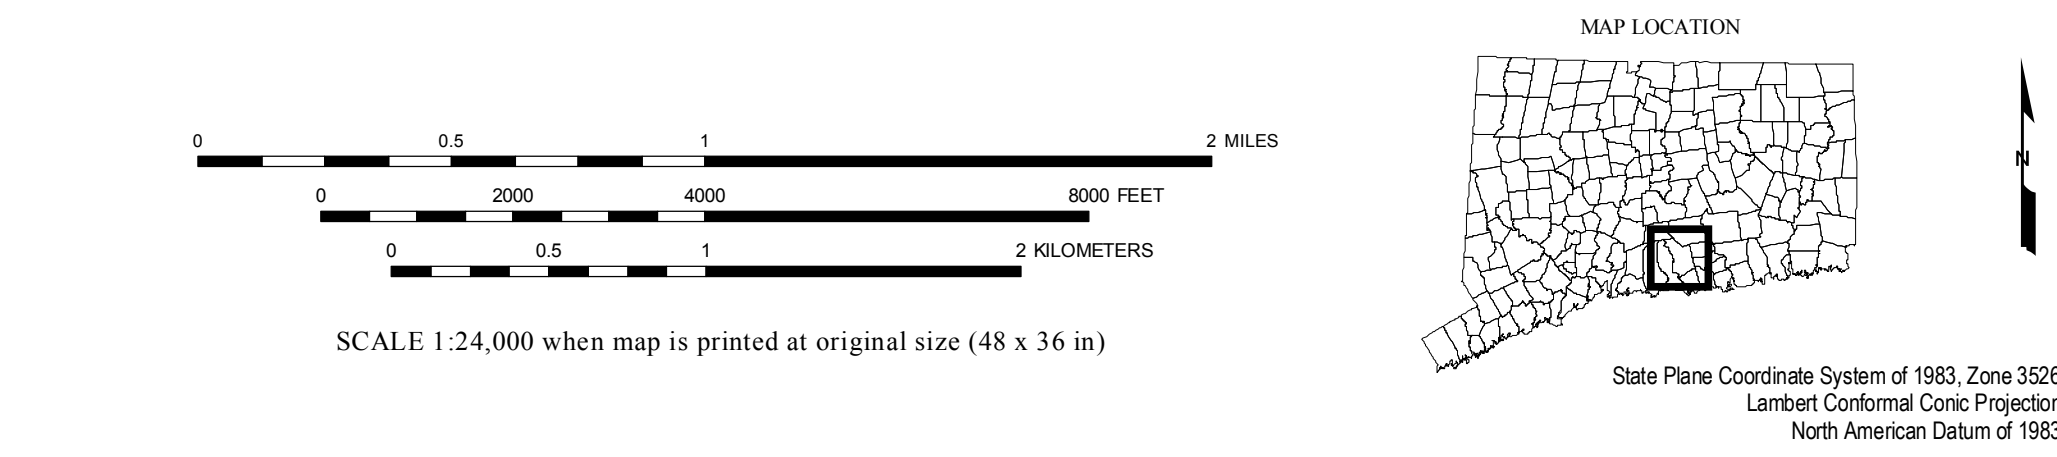 MAP LOCATION
0 0.5 1 2 MILES
0 2000 4000 8000 FEET
0 0.5 1 2 KILOMETERS
SCALE 1:24,000 when map is printed at original size (48 x 36 in)
N
State Plane Coordinate System of 1983, Zone 3526
Lambert Conformal Conic Projection
North American Datum of 1983